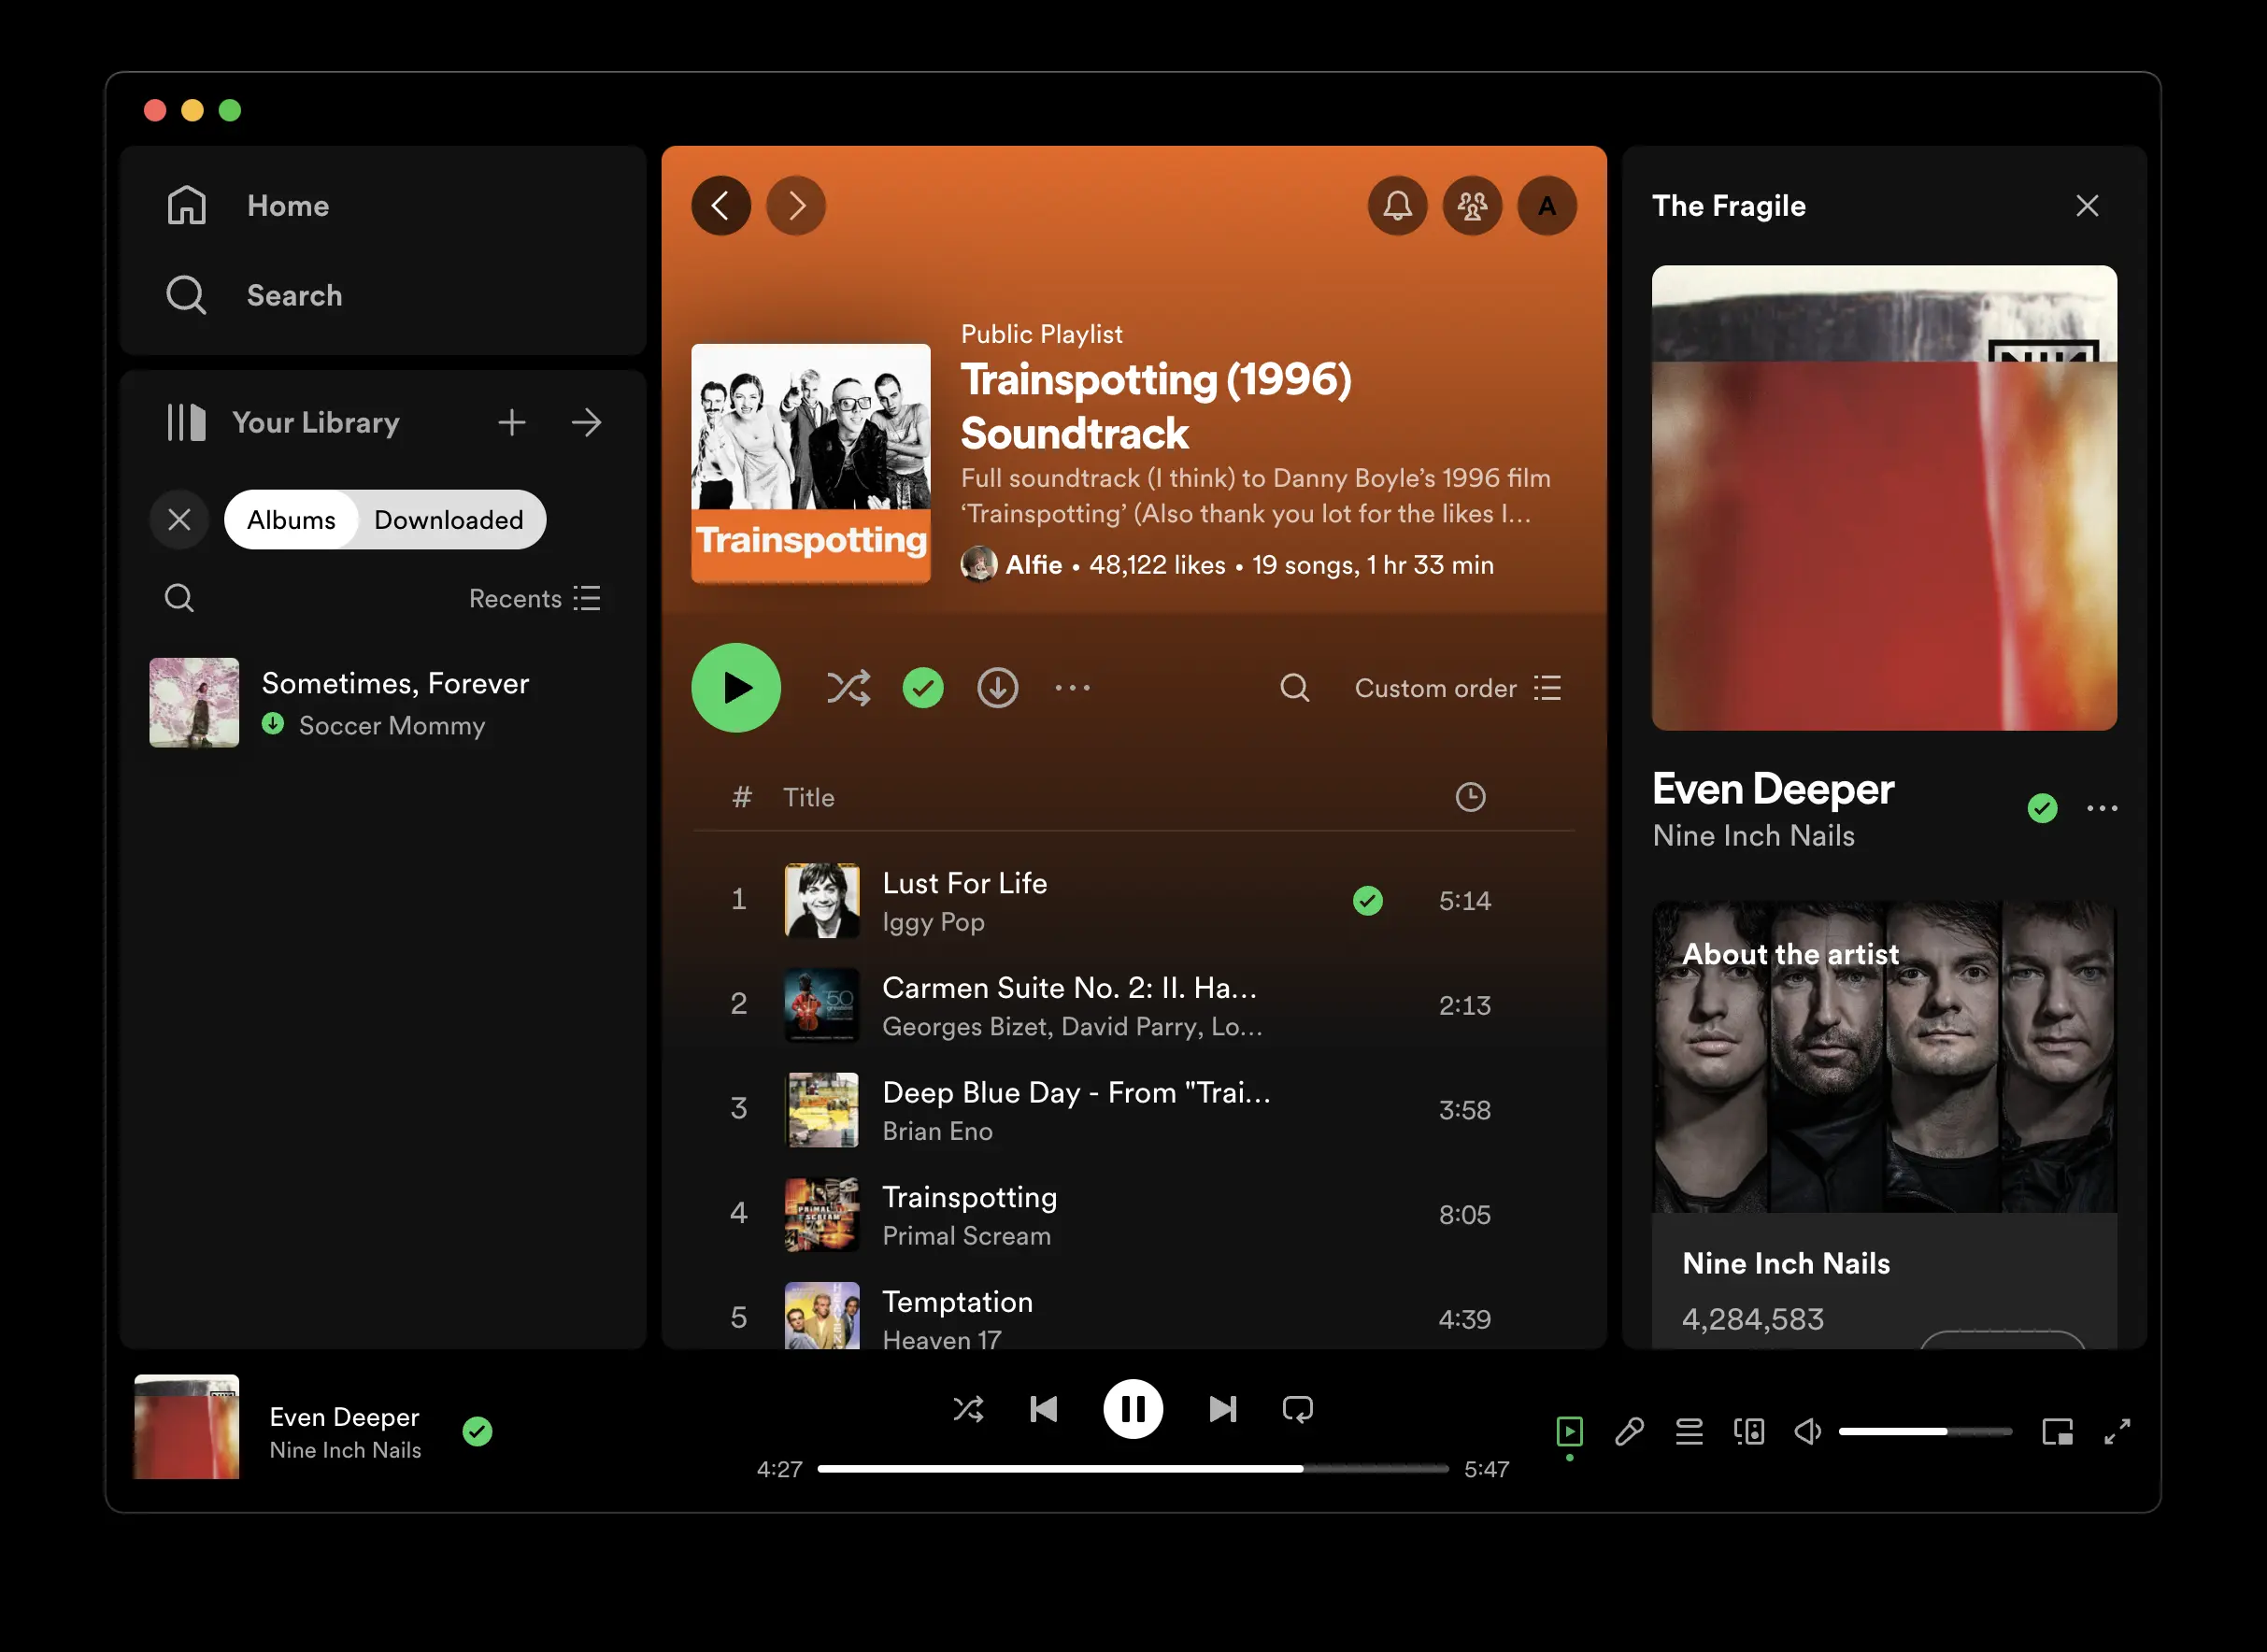 Home
Search
Your Library
Albums
Downloaded
Recents
Sometimes, Forever
Soccer Mommy
A
Public Playlist
Trainspotting (1996)
Soundtrack
Full soundtrack (I think) to Danny Boyle’s 1996 film
‘Trainspotting’ (Also thank you lot for the likes I...
Alfie • 48,122 likes • 19 songs, 1 hr 33 min
Trainspotting
Custom order
# Title
1
Lust For Life
Iggy Pop
5:14
2
Carmen Suite No. 2: II. Ha...
Georges Bizet, David Parry, Lo...
2:13
3
Deep Blue Day - From "Trai...
Brian Eno
3:58
4
PRIMAL
SCREAM
Trainspotting
Primal Scream
8:05
5
Temptation
Heaven 17
4:39
The Fragile
Even Deeper
Nine Inch Nails
About the artist
Nine Inch Nails
4,284,583
Even Deeper
Nine Inch Nails
4:27
5:47